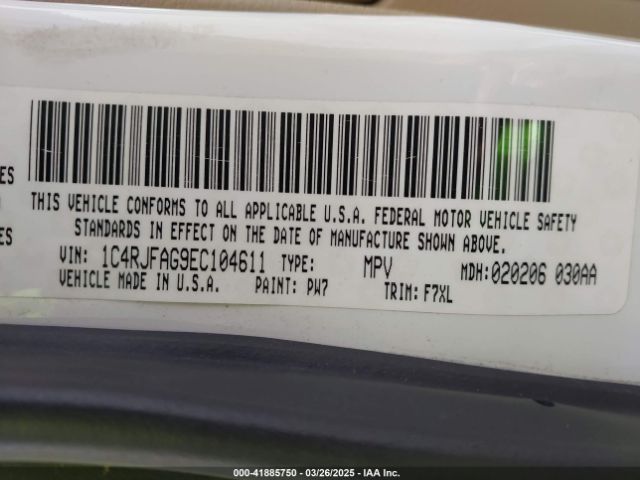 ES
THIS VEHICLE CONFORMS TO ALL APPLICABLE U.S.A. FEDERAL MOTOR VEHICLE SAFETY
STANDARDS IN EFFECT ON THE DATE OF MANUFACTURE SHOWN ABOVE.
ES
VIN: 1C4RJFAG9EC104611 TYPE: MPV MDH:020206 030AA
VEHICLE MADE IN U.S.A. PAINT: PW7 TRIM: F7XL
000-41885750 | 03/26/2025 | IAA Inc.